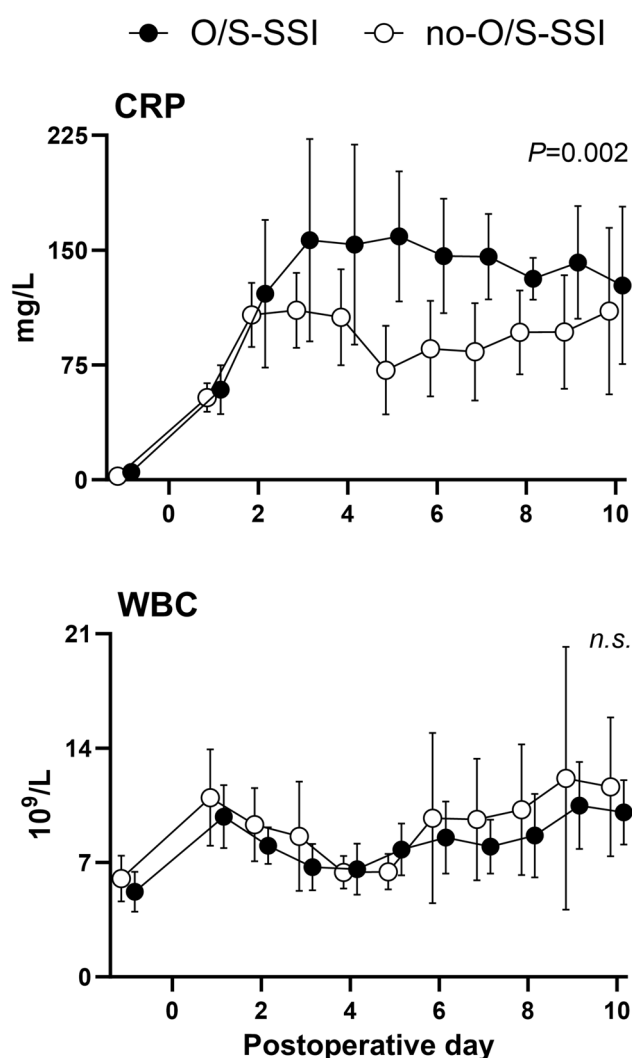 O/S-SSI no-O/S-SSI
CRP
P=0.002
225
150
75
0
mg/L
0 2 4 6 8 10
WBC
n.s.
21
14
7
0
10⁹/L
0 2 4 6 8 10
Postoperative day